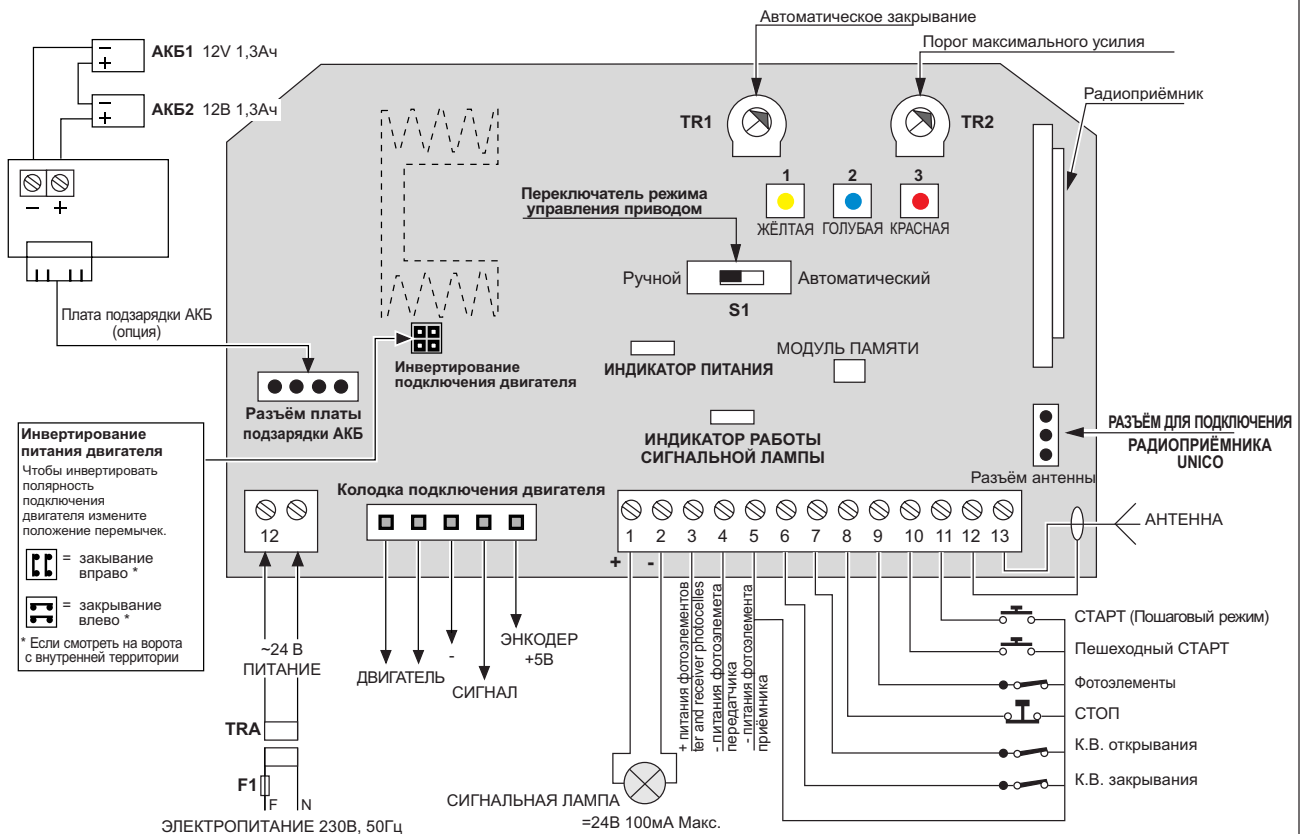 Автоматическое закрывание
Порог максимального усилия
Радиоприёмник
АКБ1 12V 1,3Ач
АКБ2 12В 1,3Ач
−
+
−
+
− +
TR1
TR2
1 2 3
ЖЁЛТАЯ ГОЛУБАЯ КРАСНАЯ
Переключатель режима
управления приводом
Ручной
Автоматический
S1
Плата подзарядки АКБ
(опция)
Инвертирование
подключения двигателя
ИНДИКАТОР ПИТАНИЯ
МОДУЛЬ ПАМЯТИ
Разъём платы
подзарядки АКБ
ИНДИКАТОР РАБОТЫ
СИГНАЛЬНОЙ ЛАМПЫ
РАЗЪЁМ ДЛЯ ПОДКЛЮЧЕНИЯ
РАДИОПРИЁМНИКА
UNICO
Разъём антенны
Инвертирование
питания двигателя
Чтобы инвертировать
полярность
подключения
двигателя измените
положение перемычек.
= закывание
вправо *
= закрывание
влево *
* Если смотреть на ворота
с внутренней территории
Колодка подключения двигателя
12
1 2 3 4 5 6 7 8 9 10 11 12 13
+ -
АНТЕННА
~24 В
ПИТАНИЕ
ДВИГАТЕЛЬ
-
СИГНАЛ
ЭНКОДЕР
+5В
+ питания фотоэлементов
ter and receiver photocelles
- питания фотоэлемета
передатчика
- питания фотоэлемента
приёмника
СТАРТ (Пошаговый режим)
Пешеходный СТАРТ
Фотоэлементы
СТОП
К.В. открывания
К.В. закрывания
TRA
F1
F N
ЭЛЕКТРОПИТАНИЕ 230В, 50Гц
СИГНАЛЬНАЯ ЛАМПА
=24В 100мА Макс.